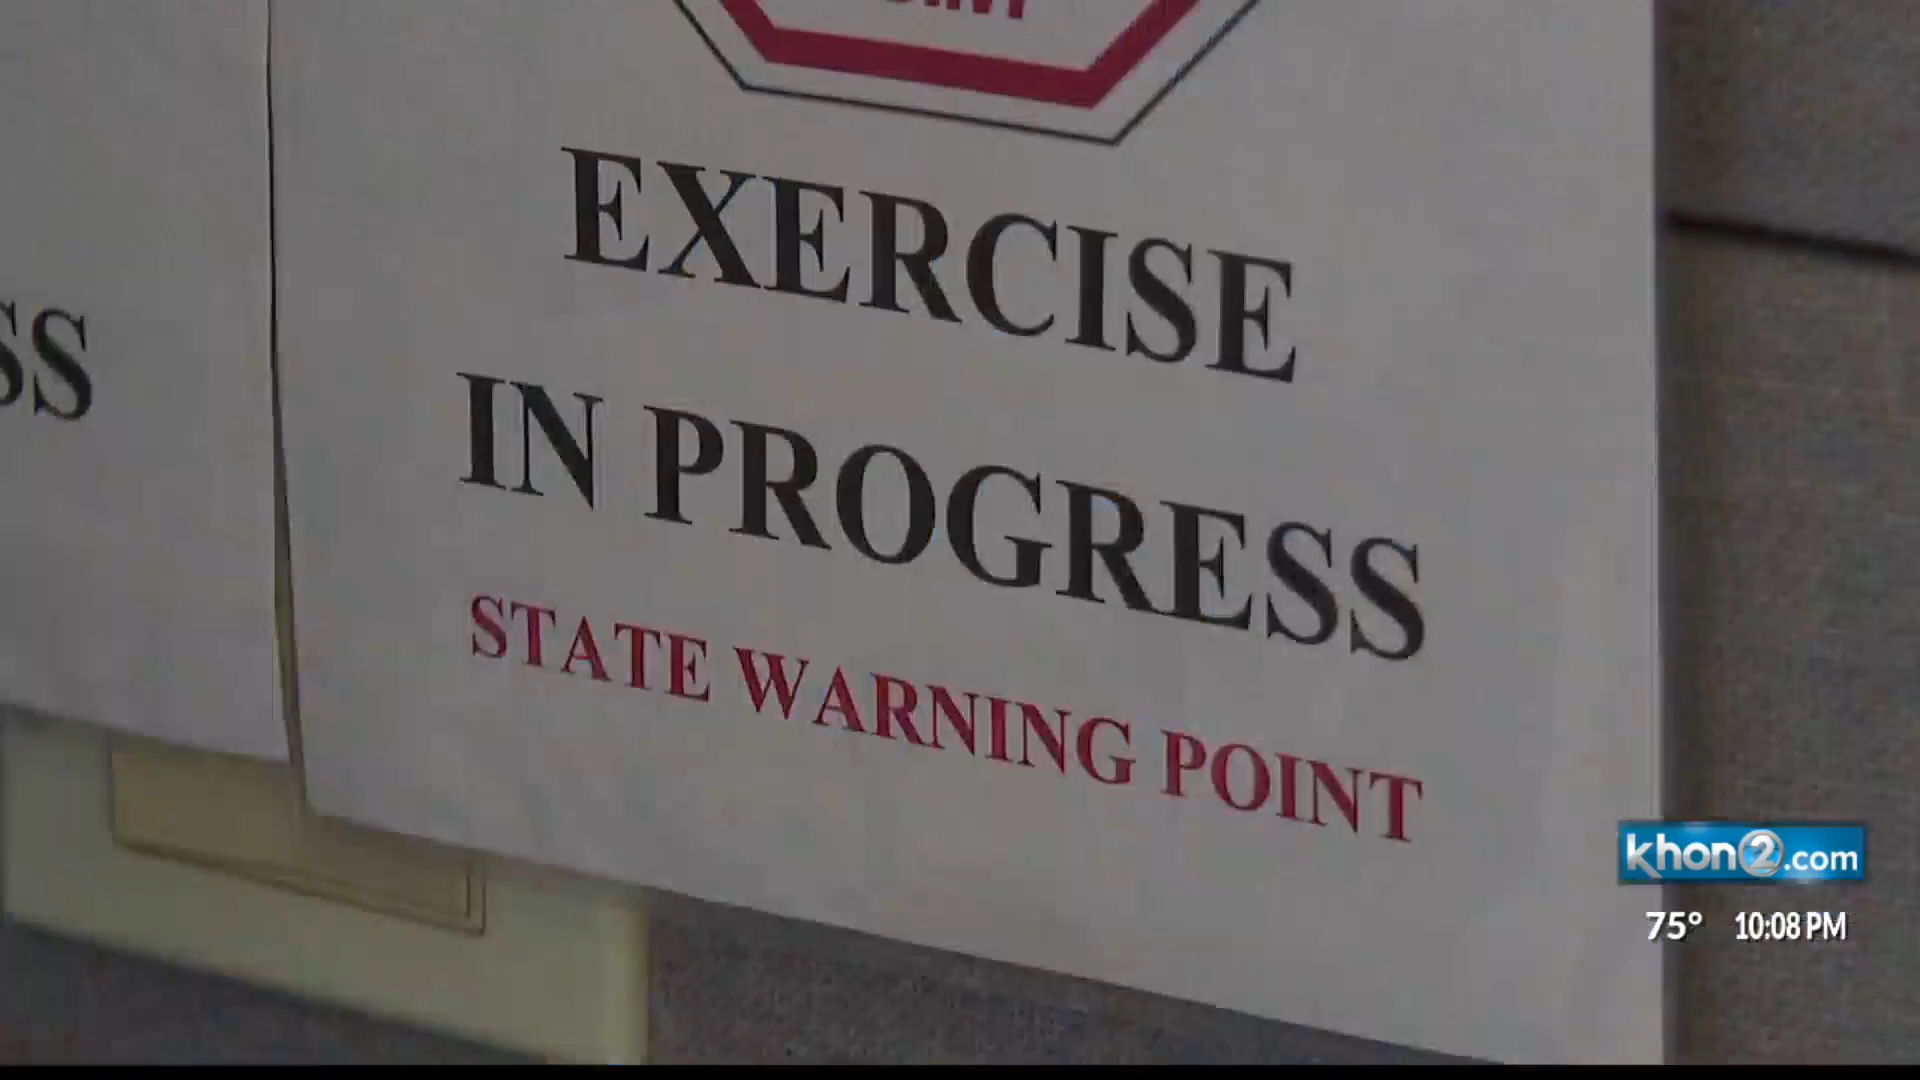 EXERCISE
IN PROGRESS
SS
STATE WARNING POINT
khon2.com
75° 10:08 PM